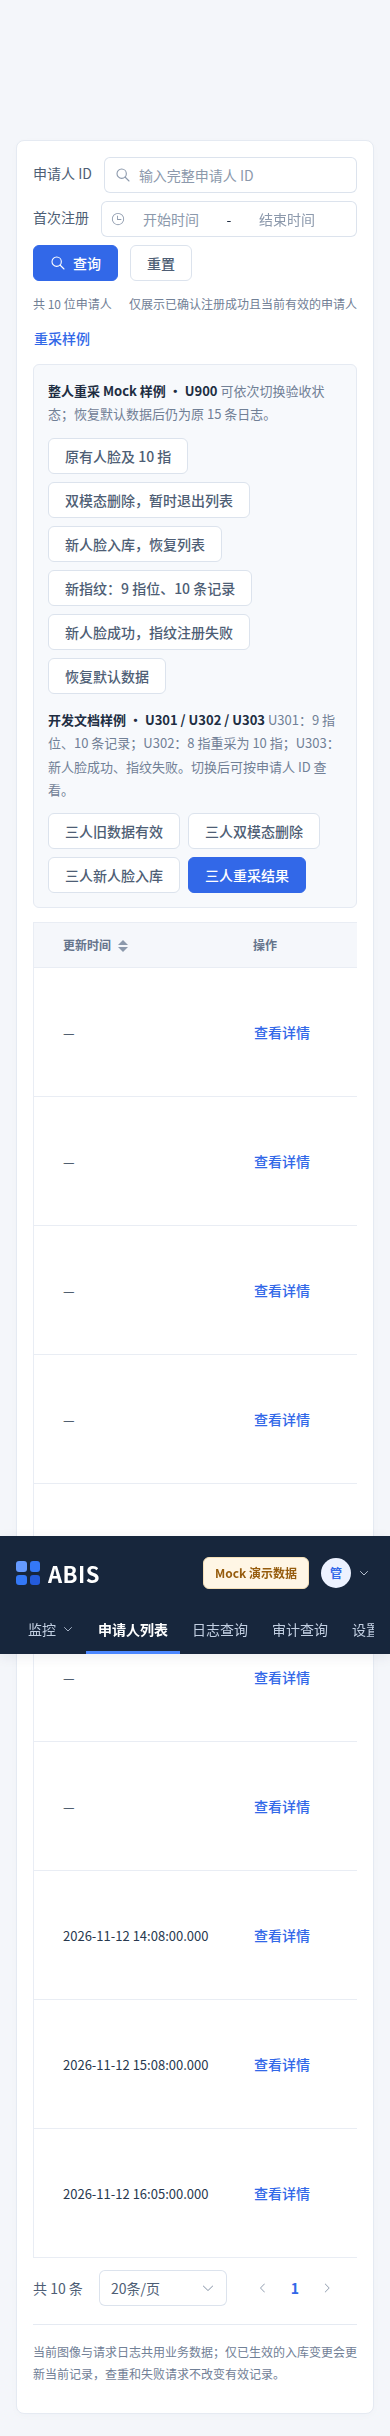 申请人 ID 输入完整申请人 ID
首次注册 开始时间 - 结束时间
查询 重置
共 10 位申请人 仅展示已确认注册成功且当前有效的申请人
重采样例
整人重采 Mock 样例 · U900 可依次切换验收状
态；恢复默认数据后仍为原 15 条日志。
原有人脸及 10 指
双模态删除，暂时退出列表
新人脸入库，恢复列表
新指纹：9 指位、10 条记录
新人脸成功，指纹注册失败
恢复默认数据
开发文档样例 · U301 / U302 / U303 U301：9 指
位、10 条记录；U302：8 指重采为 10 指；U303：
新人脸成功、指纹失败。切换后可按申请人 ID 查
看。
三人旧数据有效 三人双模态删除
三人新人脸入库 三人重采结果
更新时间 操作
— 查看详情
— 查看详情
— 查看详情
— 查看详情
ABIS Mock 演示数据 管
监控 申请人列表 日志查询 审计查询 设置
— 查看详情
— 查看详情
2026-11-12 14:08:00.000 查看详情
2026-11-12 15:08:00.000 查看详情
2026-11-12 16:05:00.000 查看详情
共 10 条 20条/页 1
当前图像与请求日志共用业务数据；仅已生效的入库变更会更
新当前记录，查重和失败请求不改变有效记录。